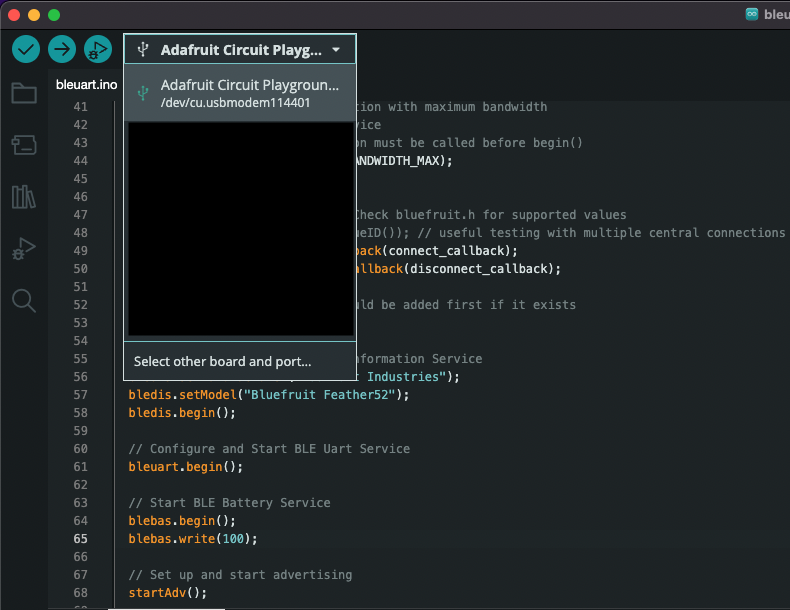 bleu
Adafruit Circuit Playg...
Adafruit Circuit Playgroun...
/dev/cu.usbmodem114401
Select other board and port...
bleuart.ino
41 tion with maximum bandwidth
42 vice
43 on must be called before begin()
44 ANDWIDTH_MAX);
45
46
47 Check bluefruit.h for supported values
48 ueID()); // useful testing with multiple central connections
49 back(connect_callback);
50 allback(disconnect_callback);
51
52 uld be added first if it exists
53
54
55 nformation Service
56 t Industries");
57 bledis.setModel("Bluefruit Feather52");
58 bledis.begin();
59
60 // Configure and Start BLE Uart Service
61 bleuart.begin();
62
63 // Start BLE Battery Service
64 blebas.begin();
65 blebas.write(100);
66
67 // Set up and start advertising
68 startAdv();